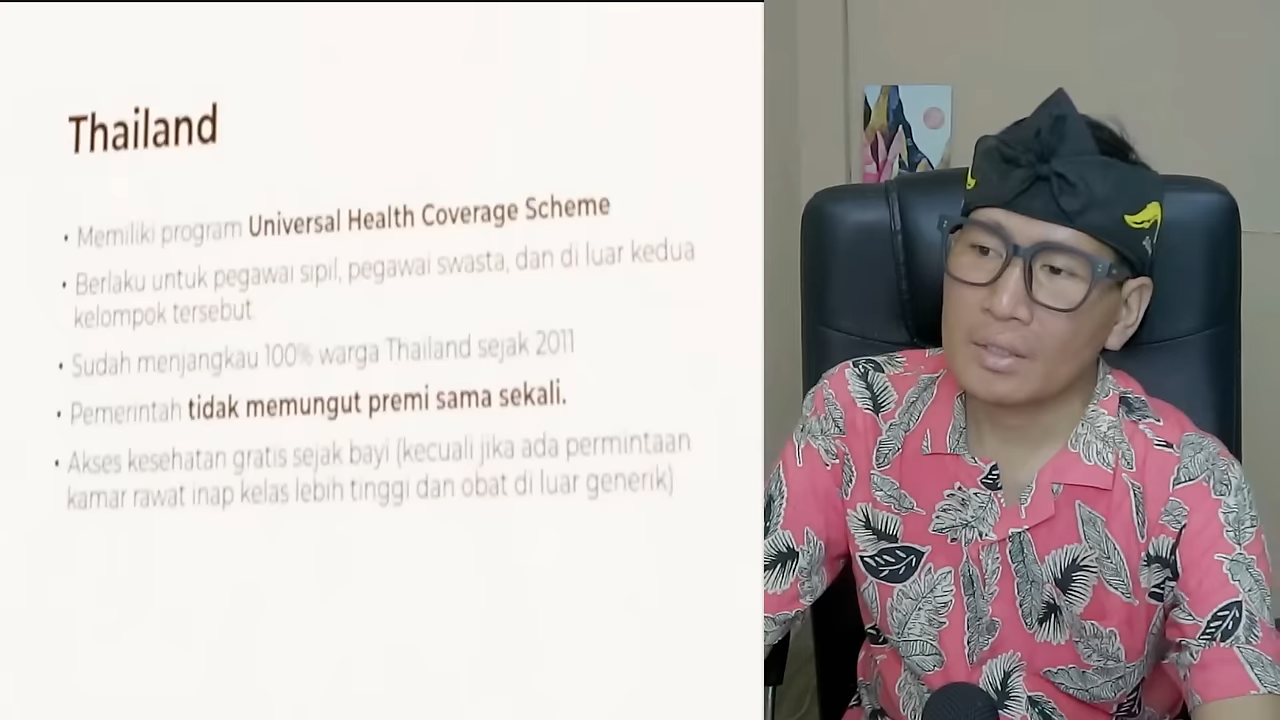 Thailand
• Memiliki program Universal Health Coverage Scheme
• Berlaku untuk pegawai sipil, pegawai swasta, dan di luar kedua
kelompok tersebut
• Sudah menjangkau 100% warga Thailand sejak 2011
• Pemerintah tidak memungut premi sama sekali.
• Akses kesehatan gratis sejak bayi (kecuali jika ada permintaan
kamar rawat inap kelas lebih tinggi dan obat di luar generik)